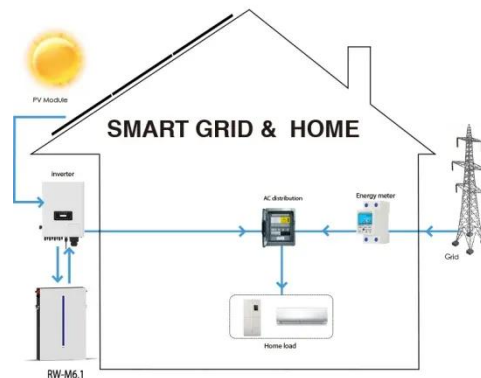 PV Module
SMART GRID & HOME
inverter
AC distribution
Energy meter
Grid
Home load
RW-M6.1